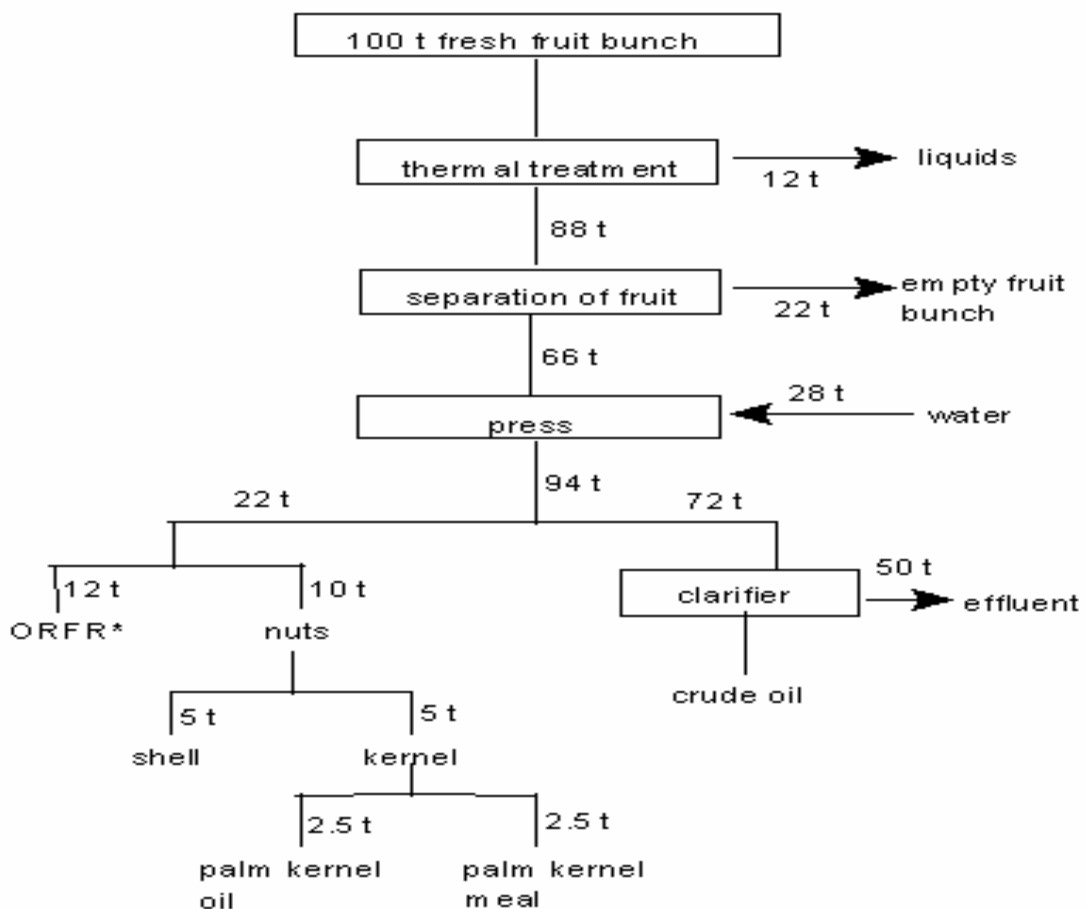 100 t fresh fruit bunch
thermal treatment
liquids
12 t
88 t
separation of fruit
empty fruit
bunch
22 t
66 t
28 t
press
water
94 t
22 t
72 t
12 t
10 t
50 t
clarifier
effluent
ORFR*
nuts
crude oil
5 t
5 t
shell
kernel
2.5 t
2.5 t
palm kernel
oil
palm kernel
meal